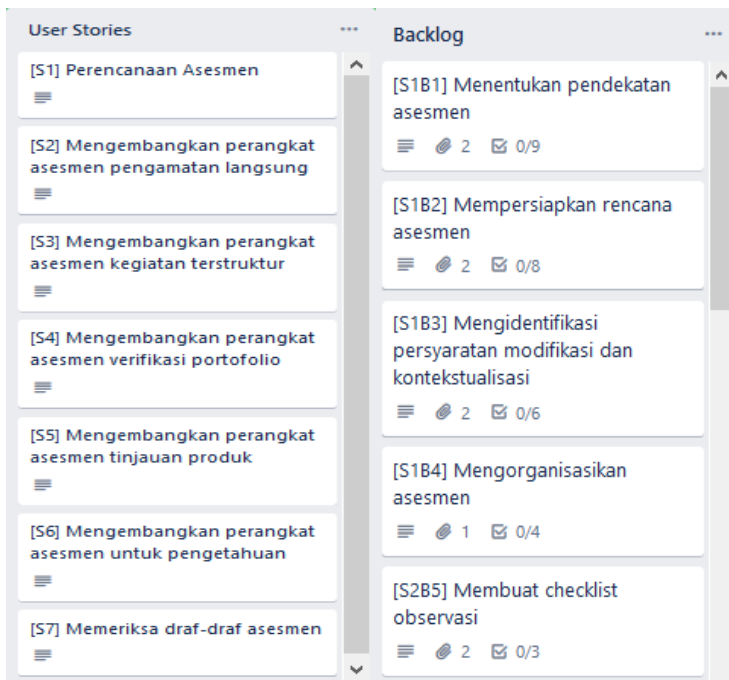 User Stories
[S1] Perencanaan Asesmen
[S2] Mengembangkan perangkat
asesmen pengamatan langsung
[S3] Mengembangkan perangkat
asesmen kegiatan terstruktur
[S4] Mengembangkan perangkat
asesmen verifikasi portofolio
[S5] Mengembangkan perangkat
asesmen tinjauan produk
[S6] Mengembangkan perangkat
asesmen untuk pengetahuan
[S7] Memeriksa draf-draf asesmen
Backlog
[S1B1] Menentukan pendekatan
asesmen
2 0/9
[S1B2] Mempersiapkan rencana
asesmen
2 0/8
[S1B3] Mengidentifikasi
persyaratan modifikasi dan
kontekstualisasi
2 0/6
[S1B4] Mengorganisasikan
asesmen
1 0/4
[S2B5] Membuat checklist
observasi
2 0/3